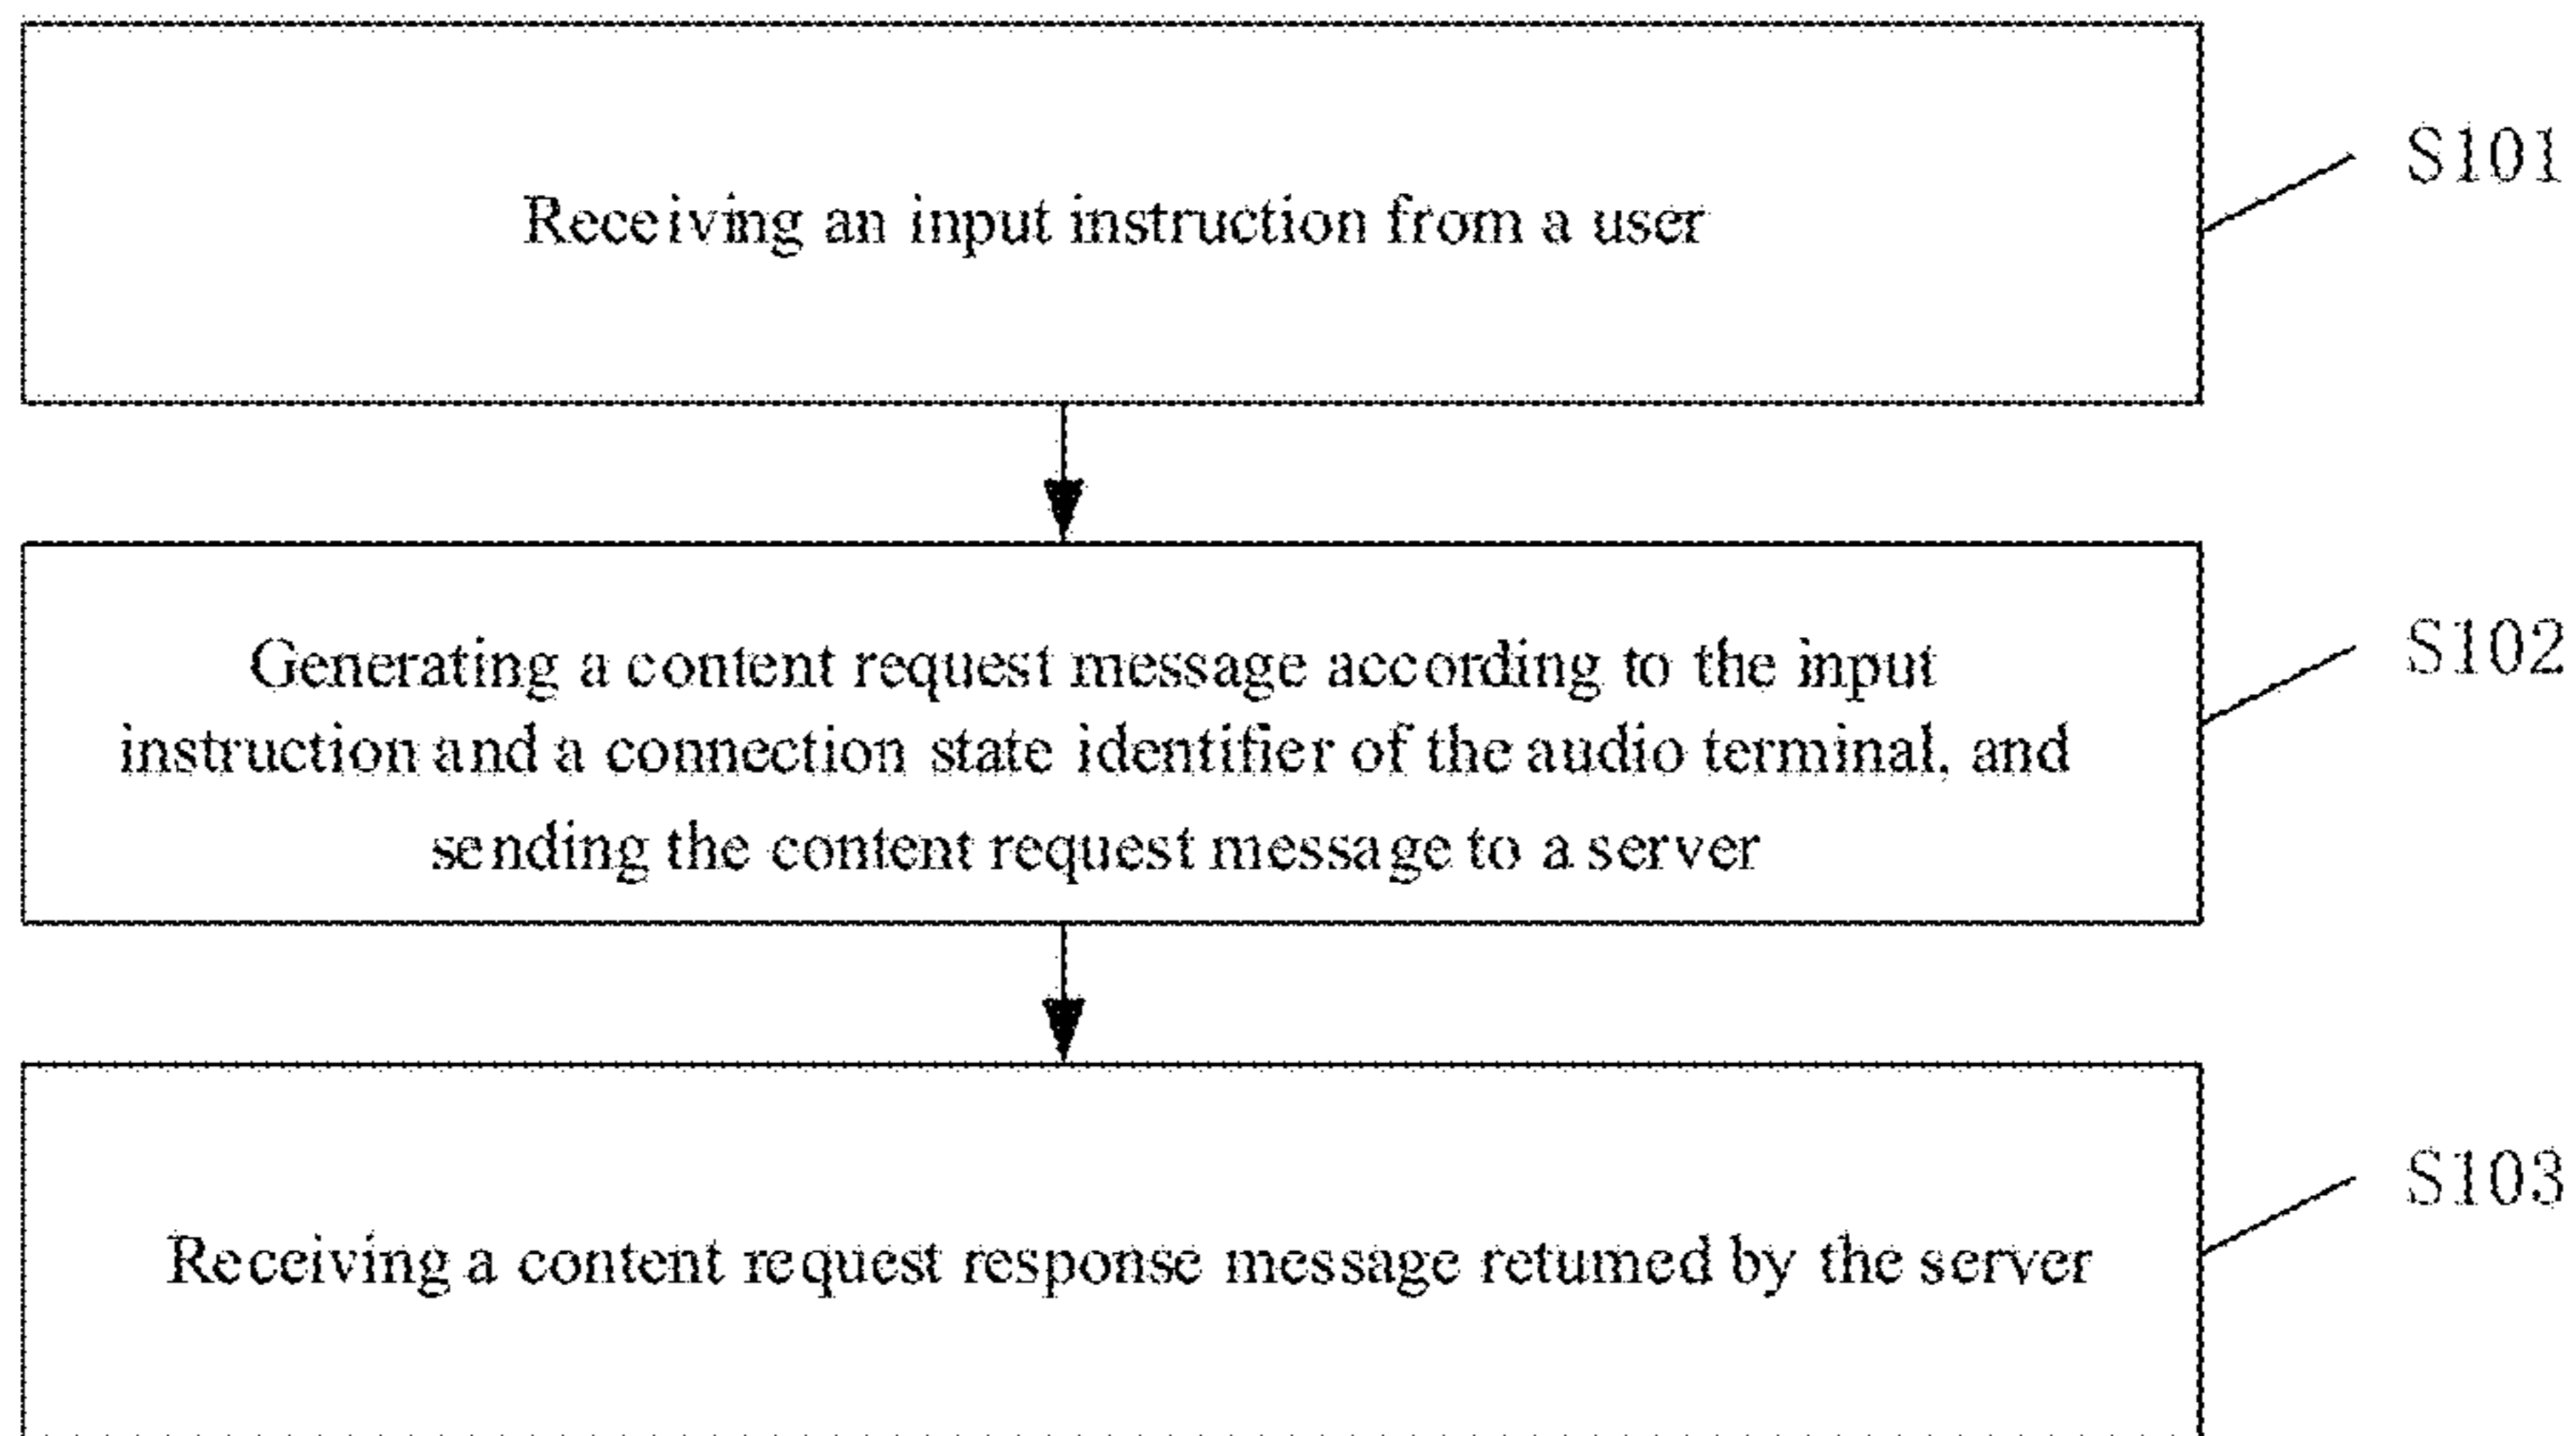 Receiving an input instruction from a user
S101
Generating a content request message according to the input
instruction and a connection state identifier of the audio terminal, and
sending the content request message to a server
S102
Receiving a content request response message returned by the server
S103